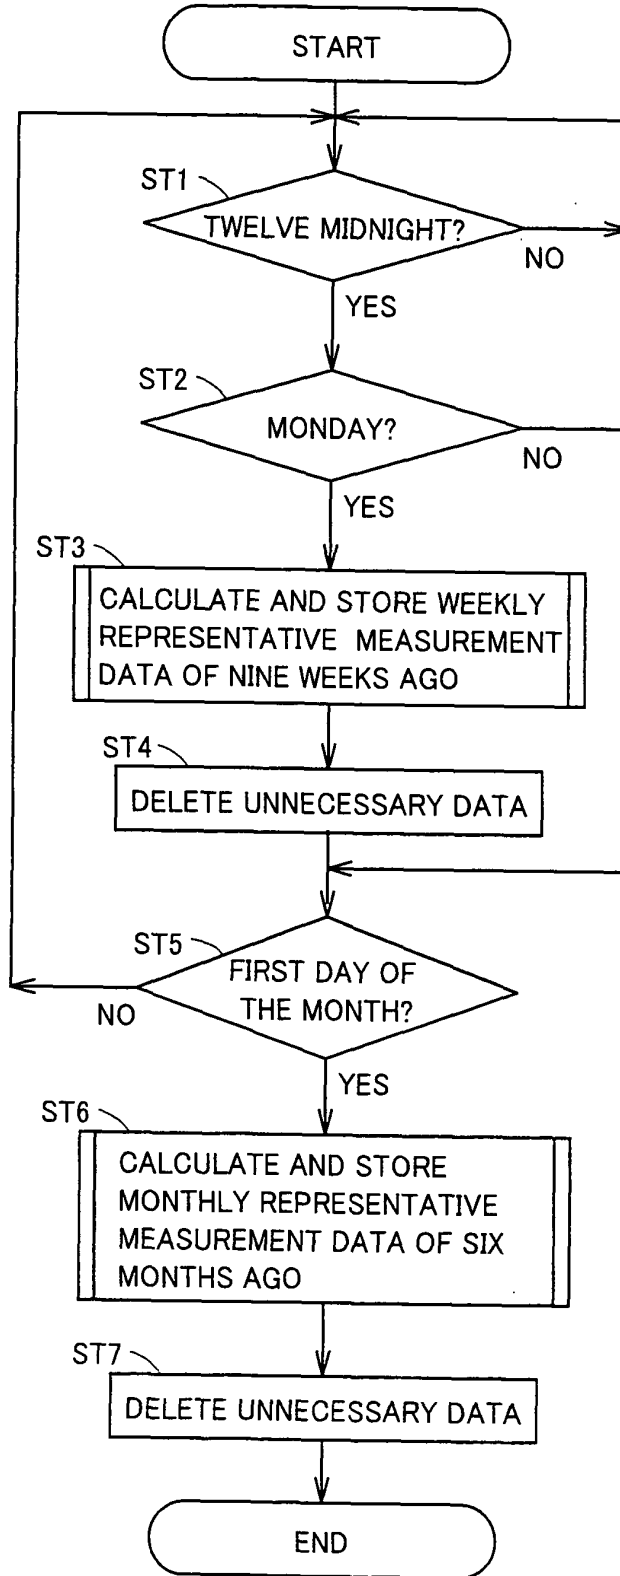 START
ST1
TWELVE MIDNIGHT?
NO
YES
ST2
MONDAY?
NO
YES
ST3
CALCULATE AND STORE WEEKLY
REPRESENTATIVE MEASUREMENT
DATA OF NINE WEEKS AGO
ST4
DELETE UNNECESSARY DATA
ST5
FIRST DAY OF
THE MONTH?
NO
YES
ST6
CALCULATE AND STORE
MONTHLY REPRESENTATIVE
MEASUREMENT DATA OF SIX
MONTHS AGO
ST7
DELETE UNNECESSARY DATA
END